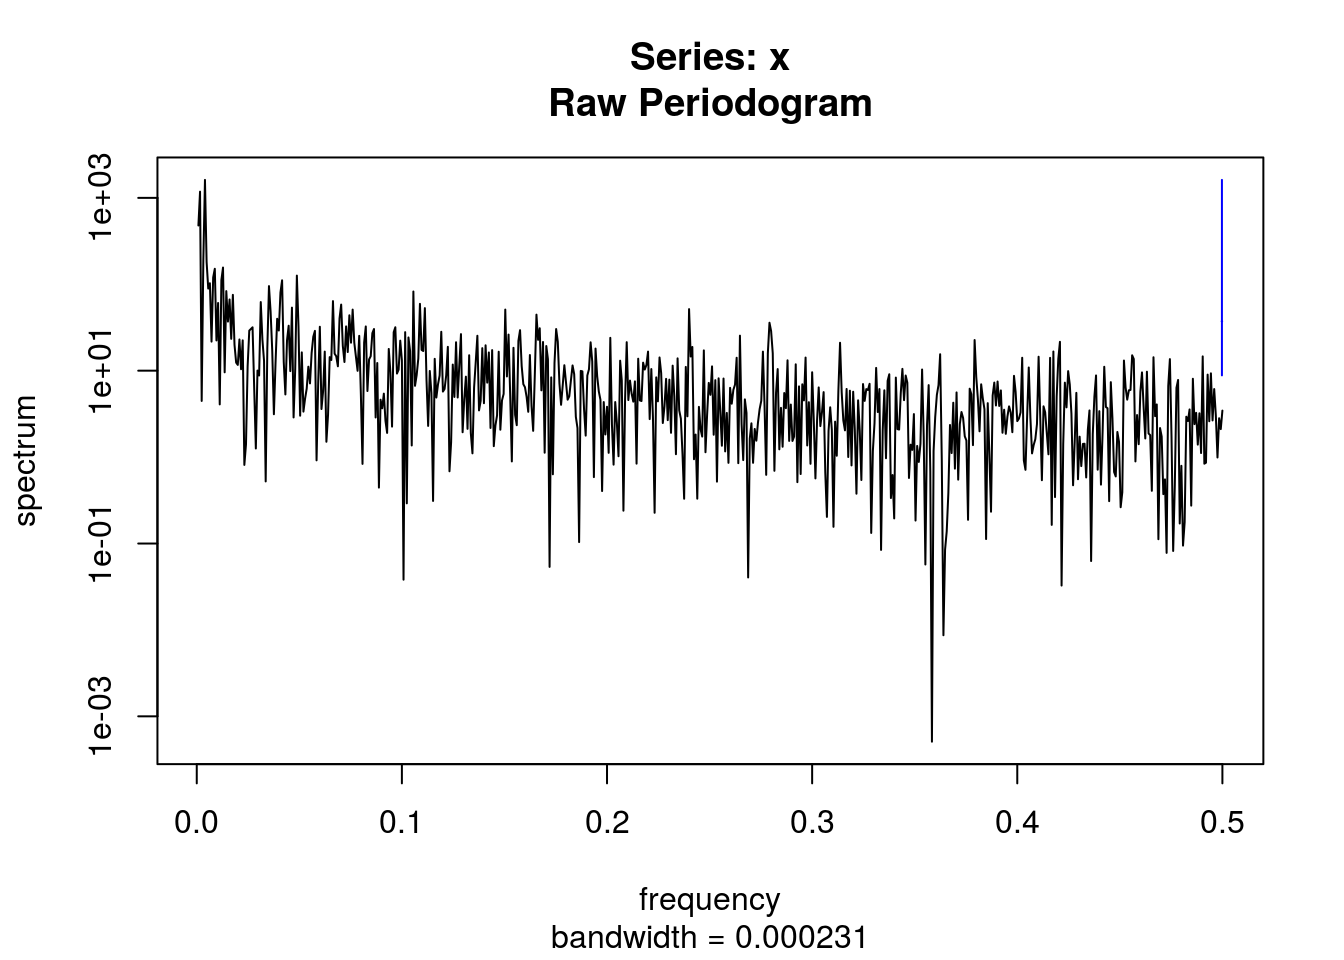 Series: x
Raw Periodogram
1e+03
1e+01
1e-01
1e-03
spectrum
0.0 0.1 0.2 0.3 0.4 0.5
frequency
bandwidth = 0.000231